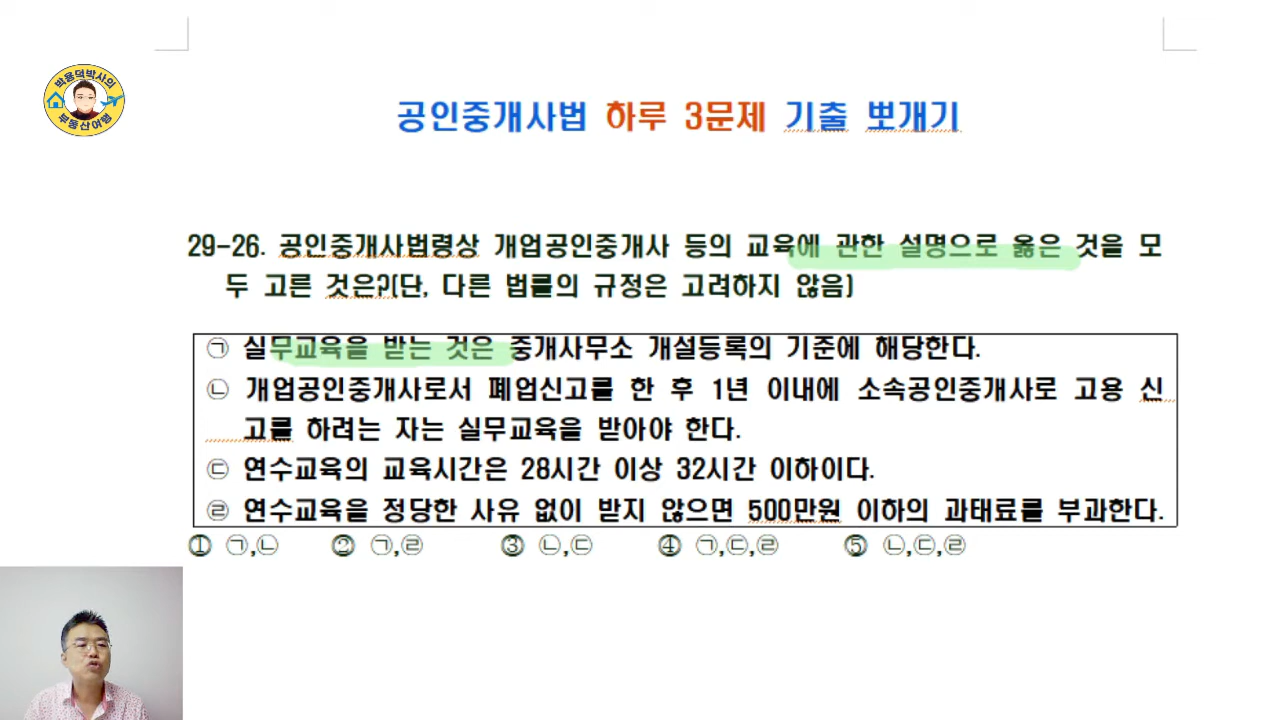 박용덕박사의
부동산여행
공인중개사법 하루 3문제 기출 뽀개기
29-26. 공인중개사법령상 개업공인중개사 등의 교육에 관한 설명으로 옳은 것을 모
두 고른 것은?(단, 다른 법률의 규정은 고려하지 않음)
㉠ 실무교육을 받는 것은 중개사무소 개설등록의 기준에 해당한다.
㉡ 개업공인중개사로서 폐업신고를 한 후 1년 이내에 소속공인중개사로 고용 신
고를 하려는 자는 실무교육을 받아야 한다.
㉢ 연수교육의 교육시간은 28시간 이상 32시간 이하이다.
㉣ 연수교육을 정당한 사유 없이 받지 않으면 500만원 이하의 과태료를 부과한다.
① ㉠,㉡ ② ㉠,㉣ ③ ㉡,㉢ ④ ㉠,㉢,㉣ ⑤ ㉡,㉢,㉣